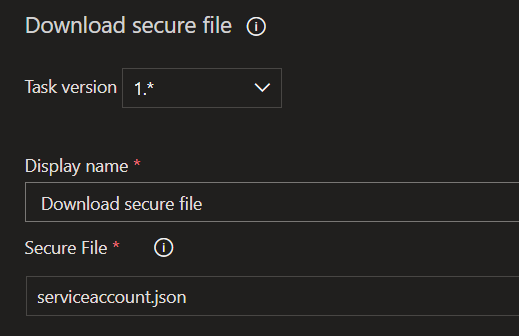 Download secure file
Task version 1.*
Display name *
Download secure file
Secure File *
serviceaccount.json